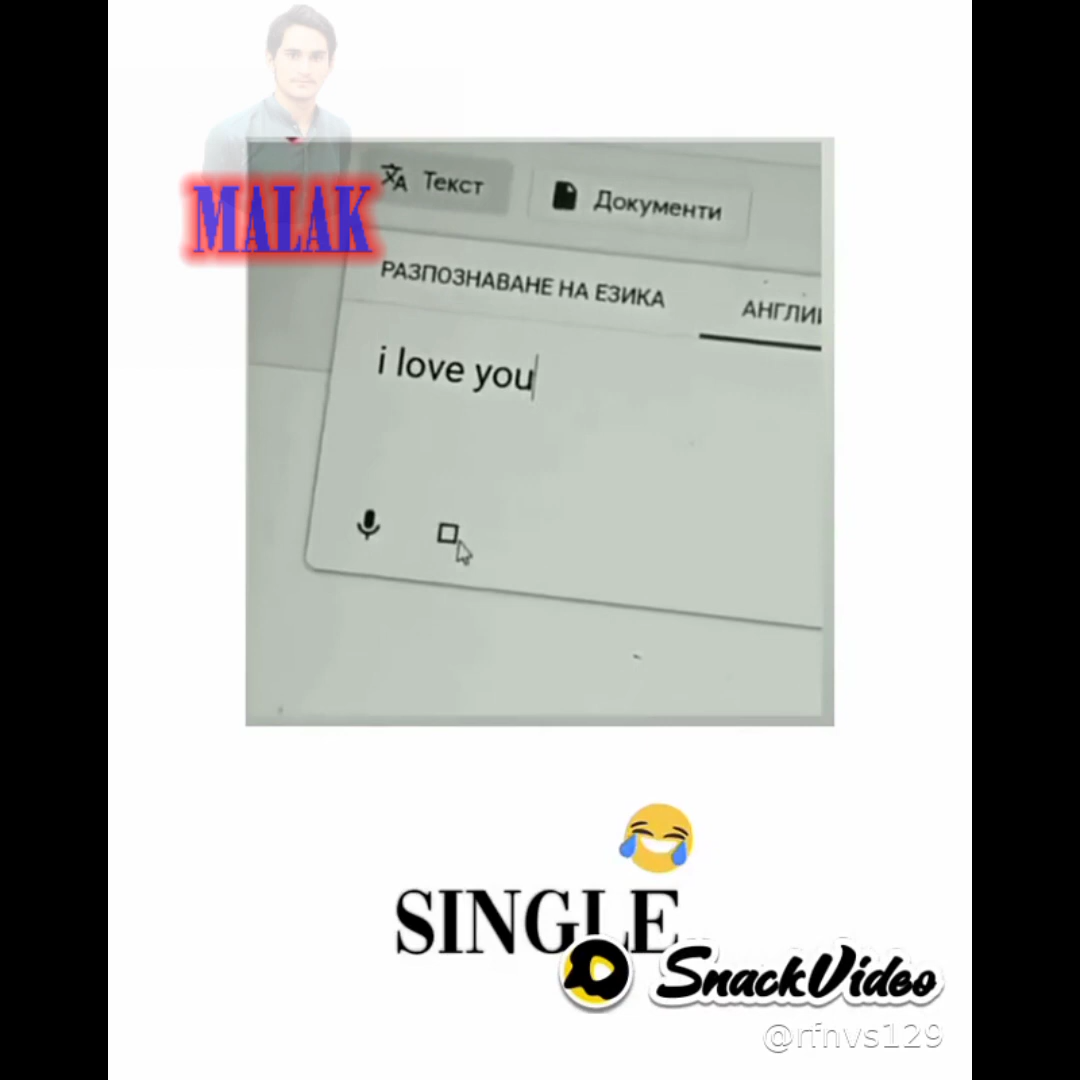 MALAK
Текст
Документи
РАЗПОЗНАВАНЕ НА ЕЗИКА
i love you
SINGLE
SnackVideo
@rfnvs129